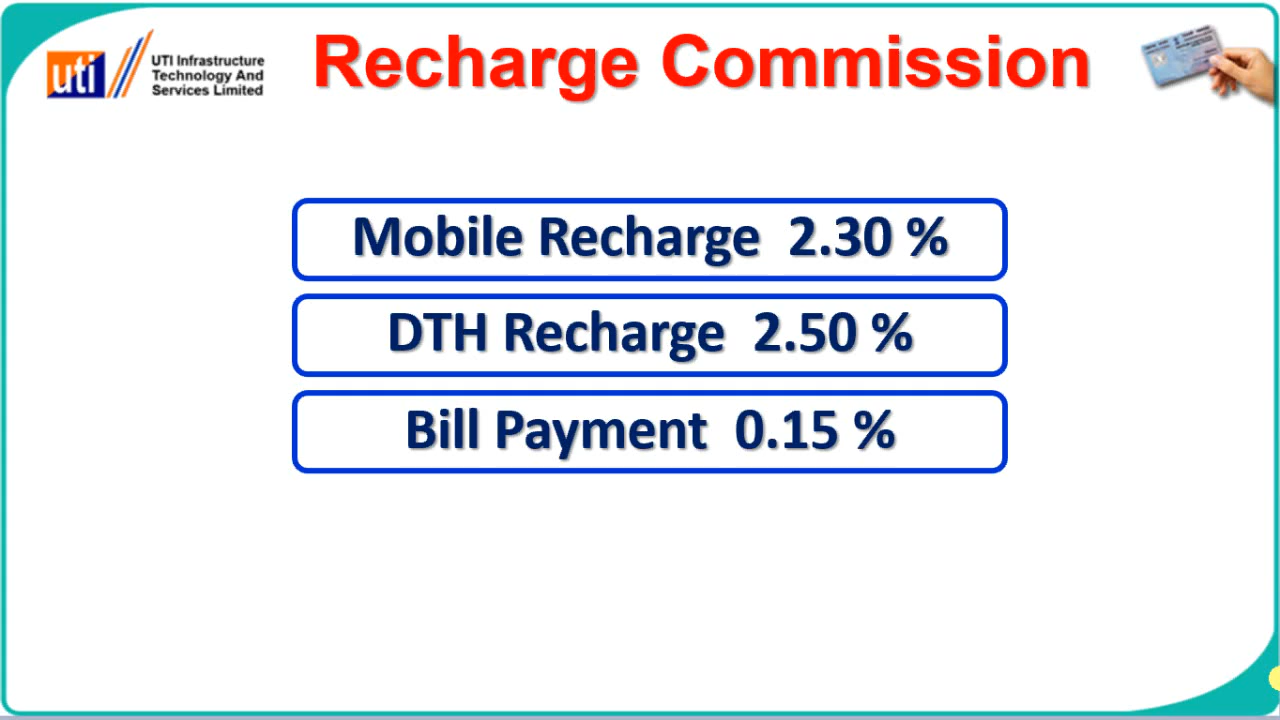 uti
UTI Infrastructure
Technology And
Services Limited
Recharge Commission
Mobile Recharge 2.30 %
DTH Recharge 2.50 %
Bill Payment 0.15 %